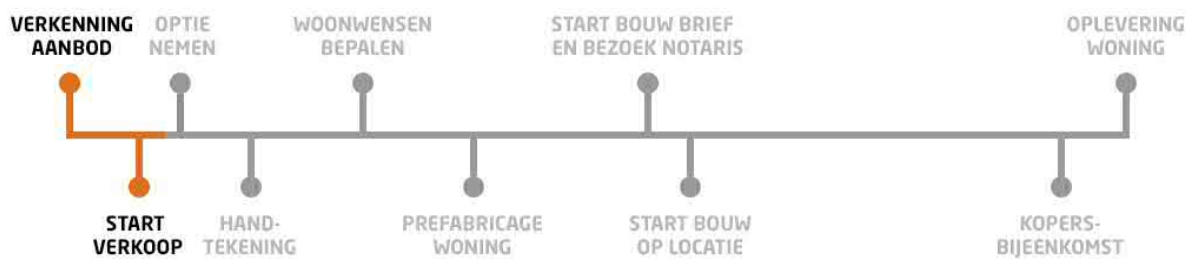 VERKENNING
AANBOD
OPTIE
NEMEN
WOONWENSEN
BEPALEN
START BOUW BRIEF
EN BEZOEK NOTARIS
OPLEVERING
WONING
START
VERKOOP
HAND-
TEKENING
PREFABRICAGE
WONING
START BOUW
OP LOCATIE
KOPERS-
BIJEENKOMST